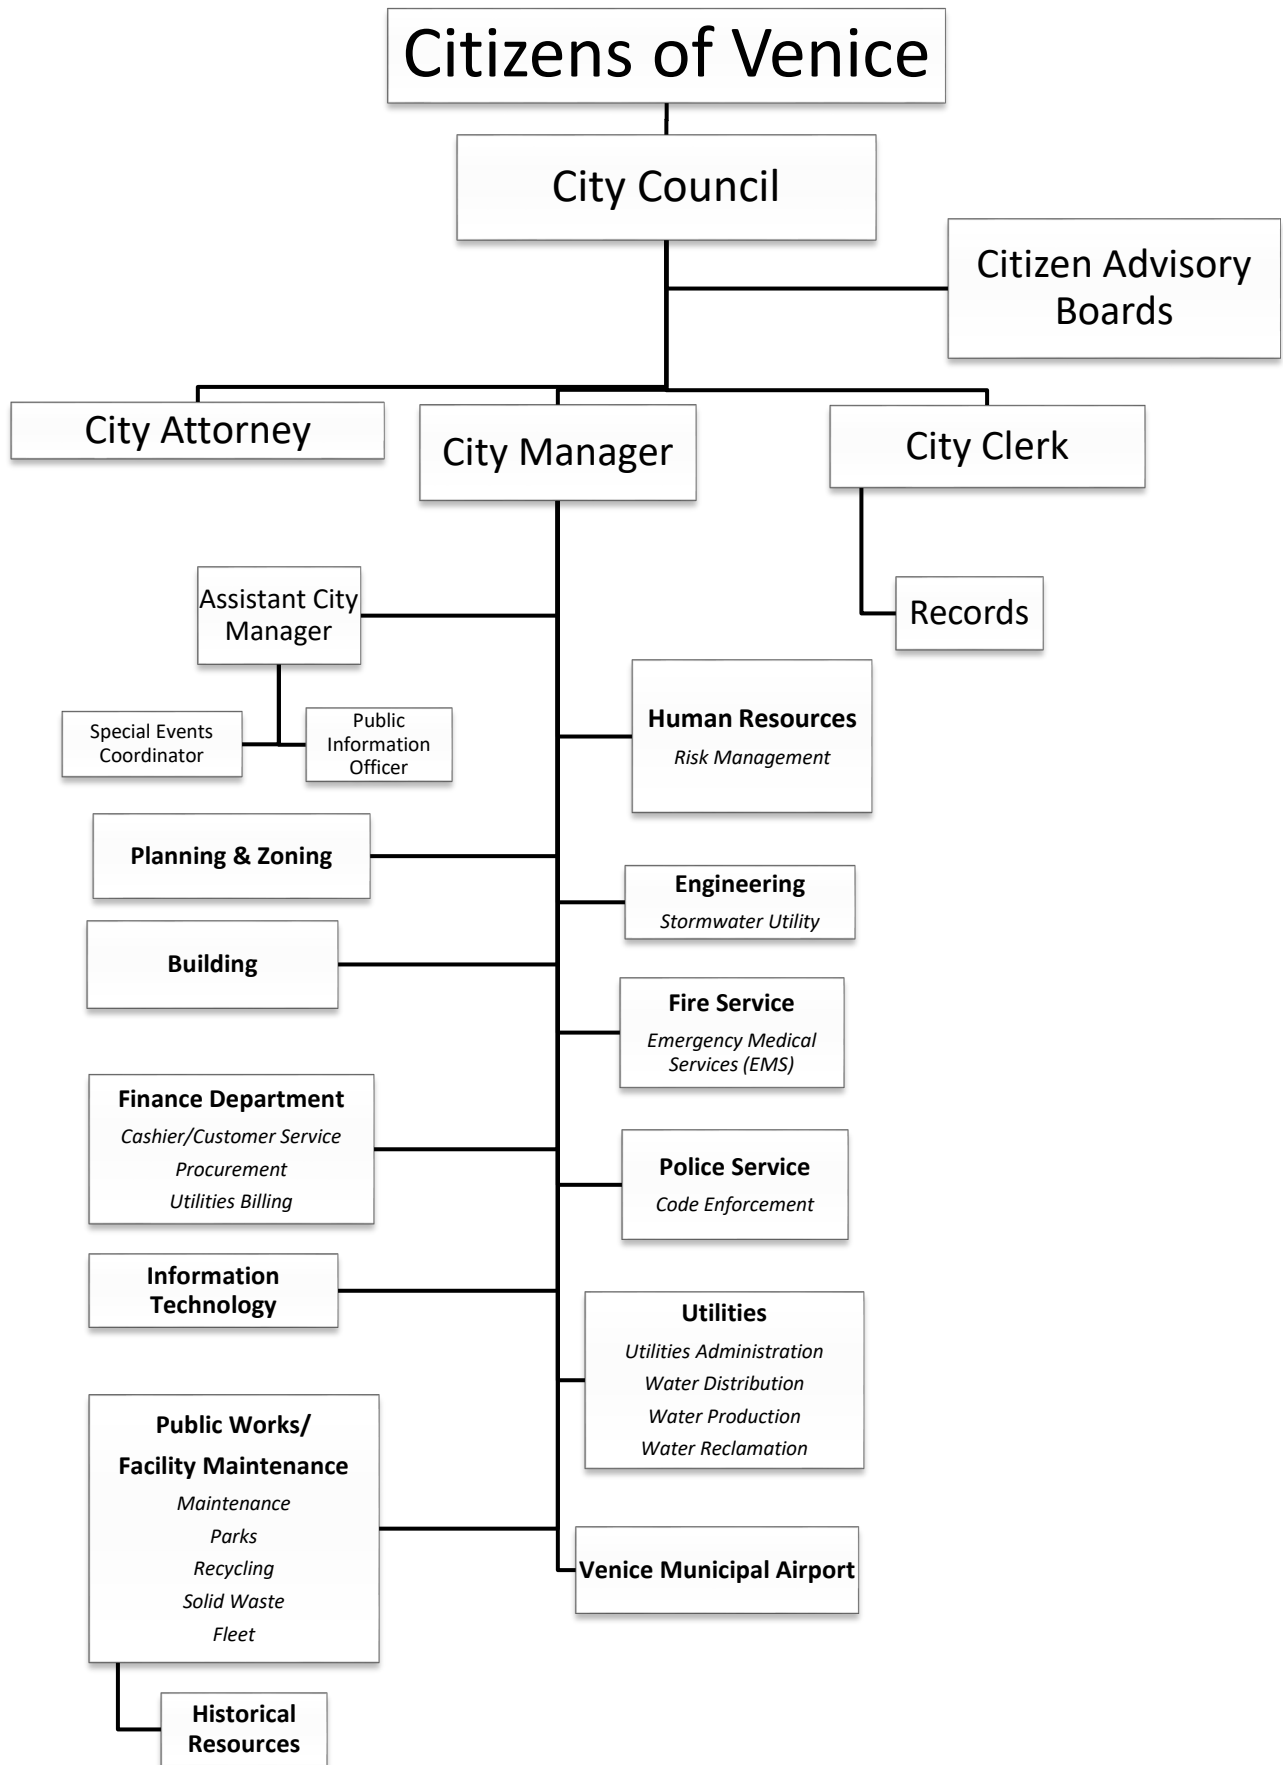 Citizens of Venice
City Council
Citizen Advisory
Boards
City Attorney
City Manager
City Clerk
Assistant City
Manager
Records
Special Events
Coordinator
Public
Information
Officer
Human Resources
Risk Management
Planning & Zoning
Engineering
Stormwater Utility
Building
Fire Service
Emergency Medical
Services (EMS)
Finance Department
Cashier/Customer Service
Procurement
Utilities Billing
Police Service
Code Enforcement
Information
Technology
Utilities
Utilities Administration
Water Distribution
Water Production
Water Reclamation
Public Works/
Facility Maintenance
Maintenance
Parks
Recycling
Solid Waste
Fleet
Venice Municipal Airport
Historical
Resources